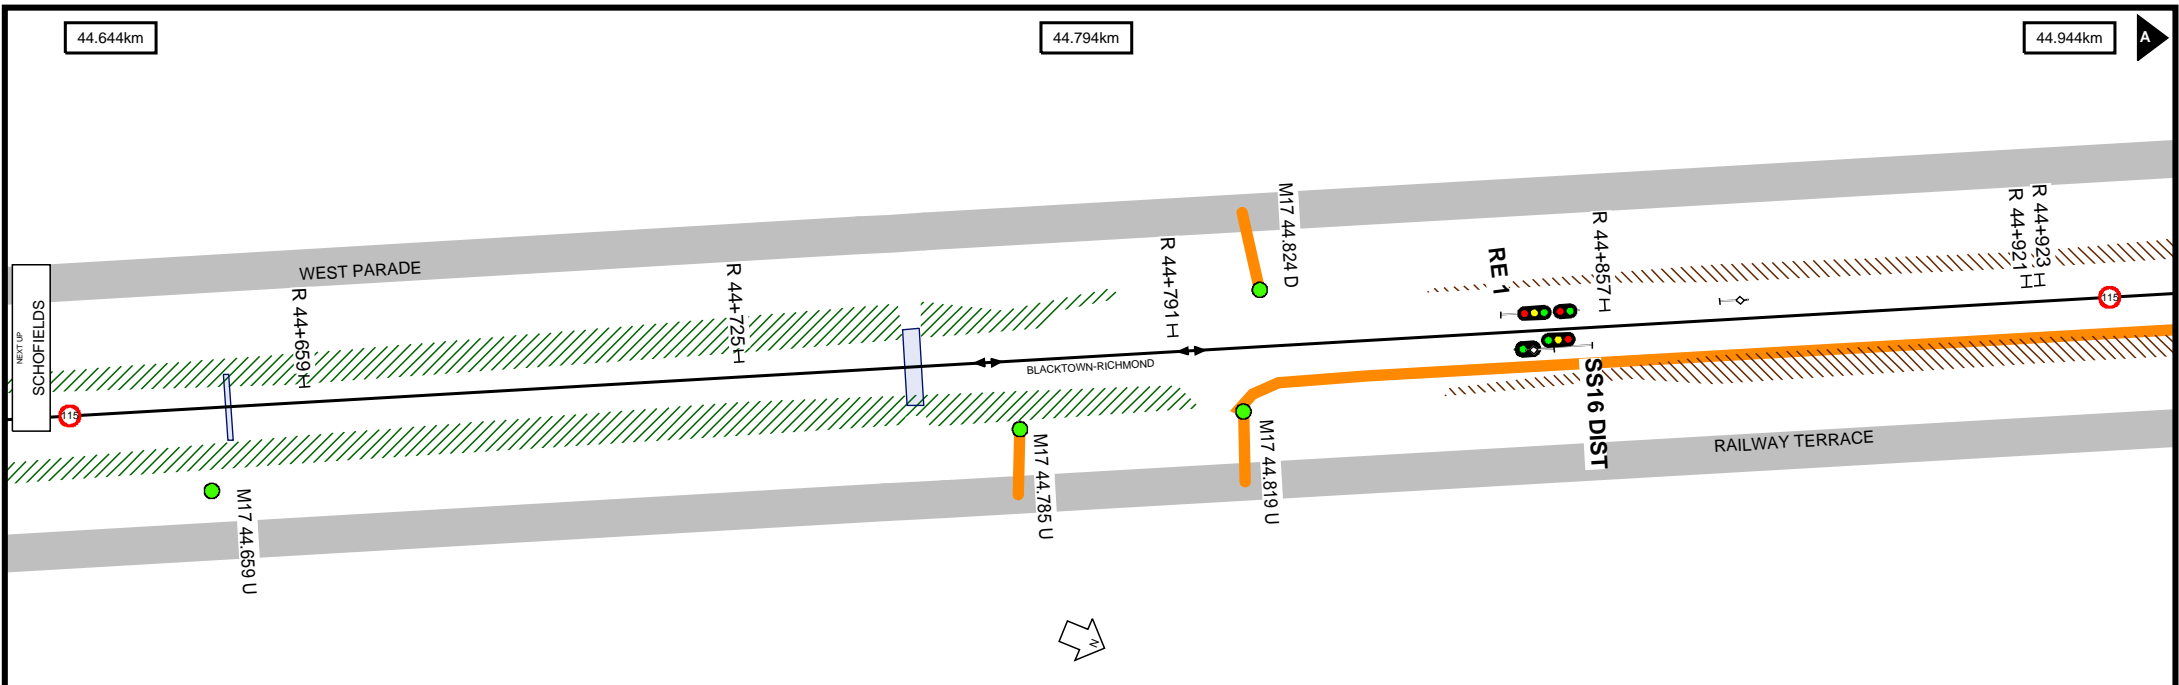 44.644km
44.794km
44.944km
A
NEXT UP
SCHOFIELDS
WEST PARADE
R 44+659
R 44+725
R 44+791
M17 44.824 D
RE 1
R 44+857
R 44+921
R 44+923
115
115
BLACKTOWN-RICHMOND
SS16 DIST
RAILWAY TERRACE
M17 44.659 U
M17 44.785 U
M17 44.819 U
N